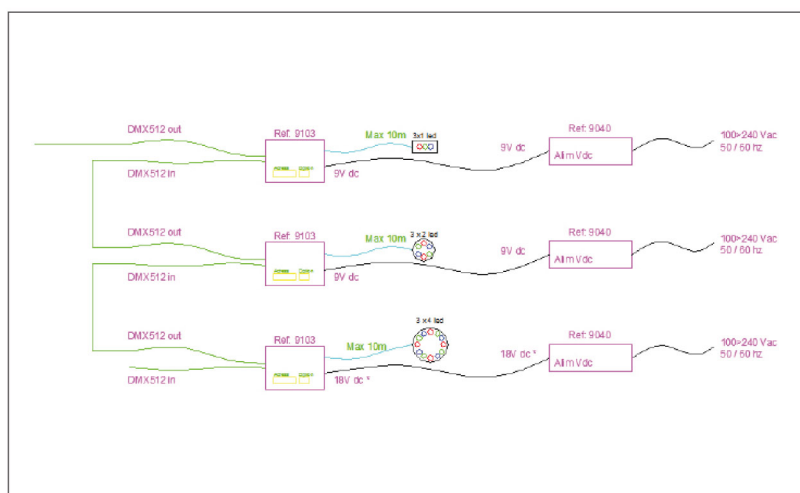 DMX512 out
Ref: 9103
Max 10m
3x1 led
Ref: 9040
100>240 Vac
50 / 60 hz
9V dc
Alim Vdc
DMX512 in
9V dc
DMX512 out
Ref: 9103
Max 10m
3 x 2 led
Ref: 9040
100>240 Vac
50 / 60 hz
9V dc
Alim Vdc
DMX512 in
9V dc
DMX512 out
Ref: 9103
Max 10m
3 x 4 led
Ref: 9040
100>240 Vac
50 / 60 hz
18V dc *
Alim Vdc
DMX512 in
18V dc *